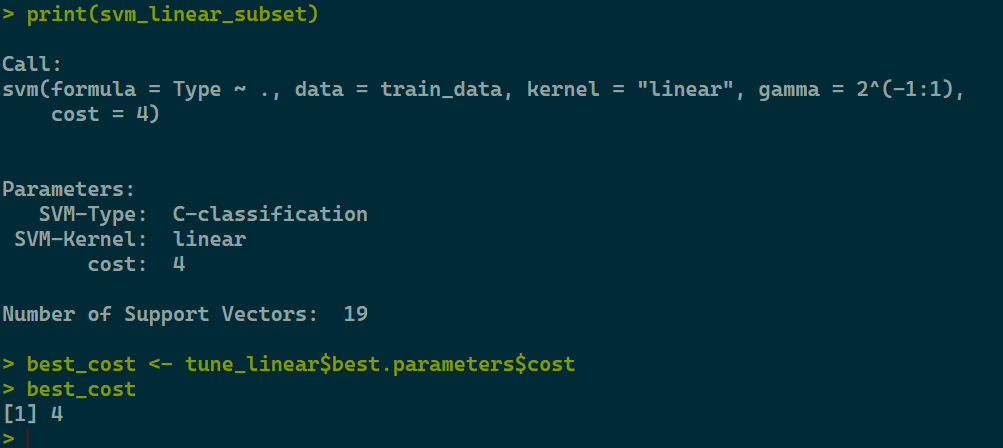 > print(svm_linear_subset)
Call:
svm(formula = Type ~ ., data = train_data, kernel = "linear", gamma = 2^(-1:1),
    cost = 4)
Parameters:
   SVM-Type:  C-classification
 SVM-Kernel:  linear
       cost:  4
Number of Support Vectors:  19
> best_cost <- tune_linear$best.parameters$cost
> best_cost
[1] 4
>